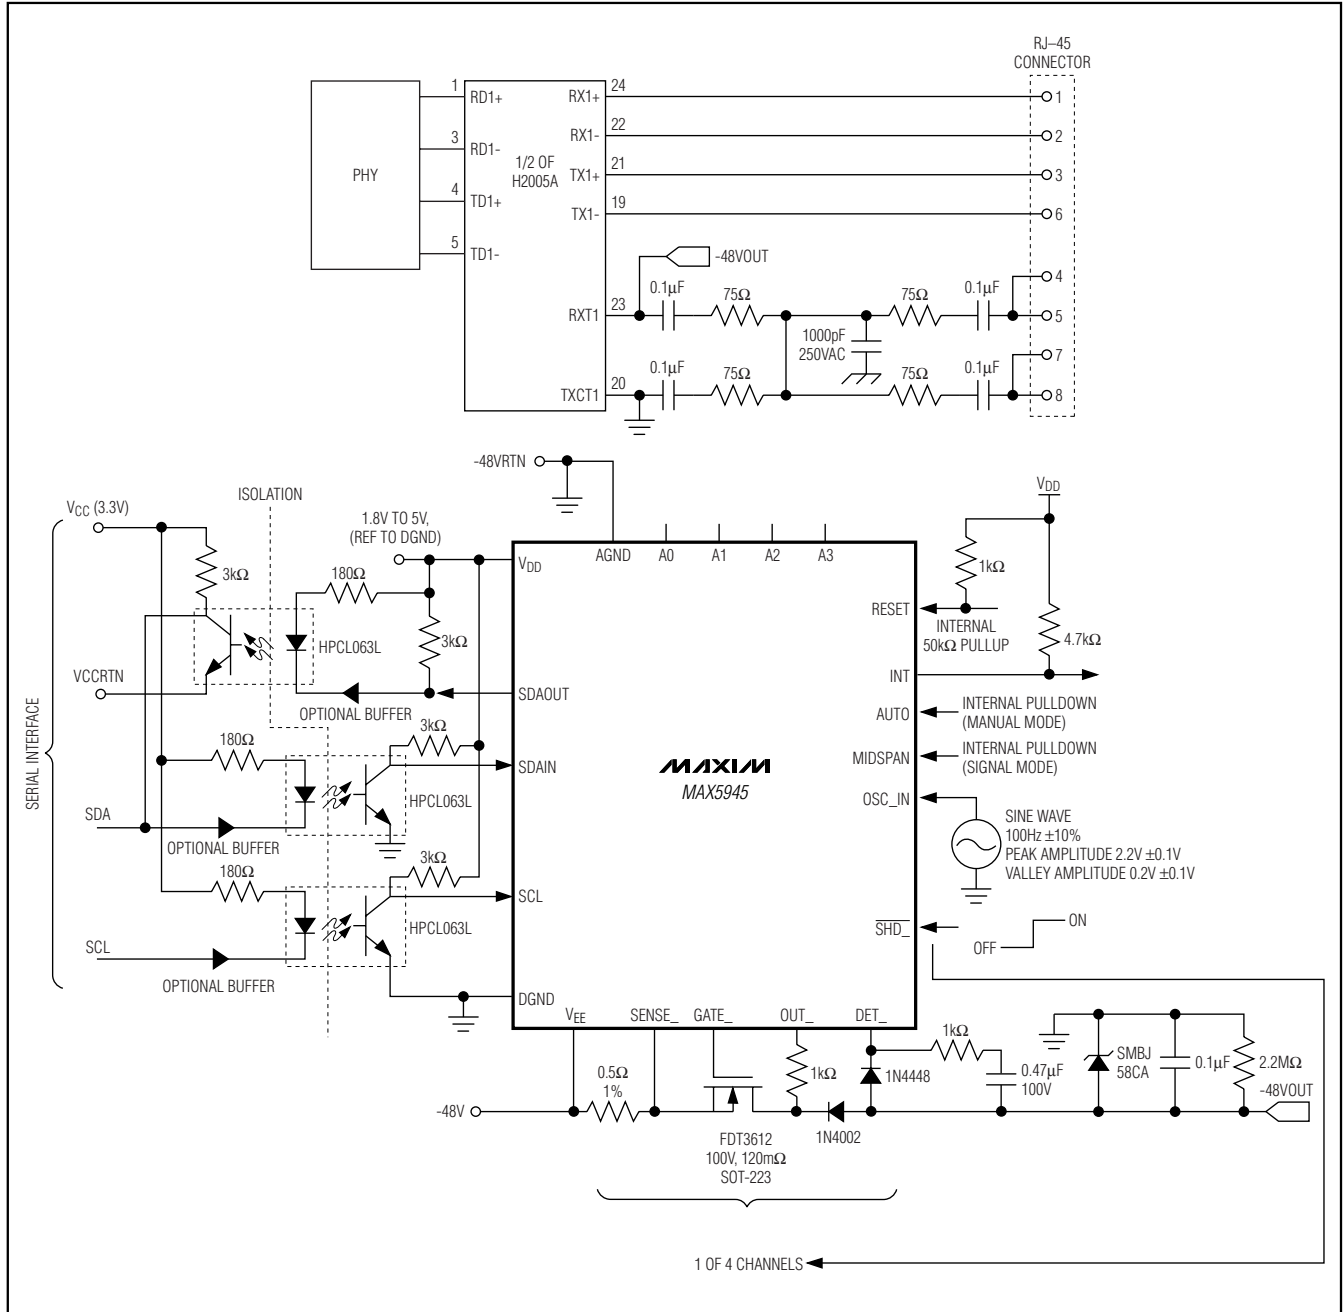 RJ–45
CONNECTOR
1
RD1+
RX1+
24
1
3
RD1-
RX1-
22
2
PHY
1/2 OF
H2005A
4
TD1+
TX1+
21
3
5
TD1-
TX1-
19
6
-48VOUT
4
RXT1
23
0.1μF
75Ω
75Ω
0.1μF
5
1000pF
250VAC
7
TXCT1
20
0.1μF
75Ω
75Ω
0.1μF
8
-48VRTN
SERIAL INTERFACE
VCC (3.3V)
ISOLATION
1.8V TO 5V,
(REF TO DGND)
3kΩ
180Ω
HPCL063L
3kΩ
VCCRTN
OPTIONAL BUFFER
180Ω
3kΩ
HPCL063L
SDA
OPTIONAL BUFFER
180Ω
3kΩ
HPCL063L
SCL
OPTIONAL BUFFER
VDD
AGND
A0
A1
A2
A3
SDAOUT
SDAIN
SCL
DGND
MAXIM
MAX5945
RESET
INT
AUTO
MIDSPAN
OSC_IN
SHD_
VEE
SENSE_
GATE_
OUT_
DET_
VDD
1kΩ
INTERNAL
50kΩ PULLUP
4.7kΩ
INTERNAL PULLDOWN
(MANUAL MODE)
INTERNAL PULLDOWN
(SIGNAL MODE)
SINE WAVE
100Hz ±10%
PEAK AMPLITUDE 2.2V ±0.1V
VALLEY AMPLITUDE 0.2V ±0.1V
OFF
ON
-48V
0.5Ω
1%
FDT3612
100V, 120mΩ
SOT-223
1kΩ
1N4002
1N4448
1kΩ
0.47μF
100V
SMBJ
58CA
0.1μF
2.2MΩ
-48VOUT
1 OF 4 CHANNELS